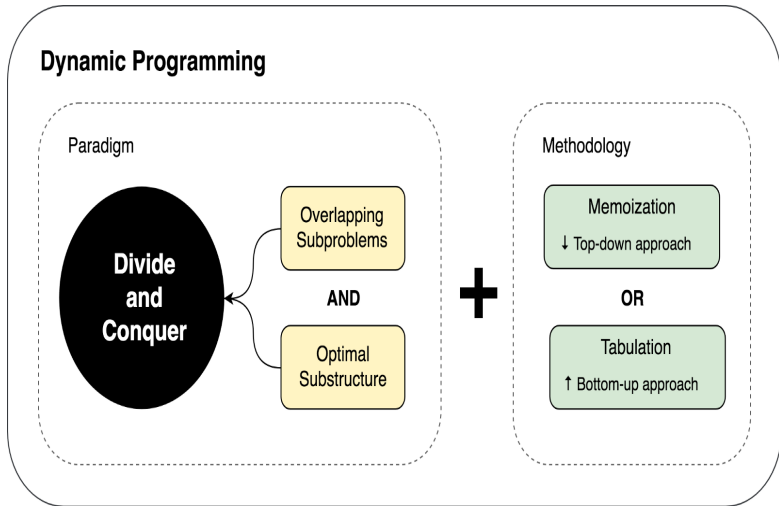 Dynamic Programming
Paradigm
Divide
and
Conquer
Overlapping
Subproblems
AND
Optimal
Substructure
+
Methodology
Memoization
↓ Top-down approach
OR
Tabulation
↑ Bottom-up approach